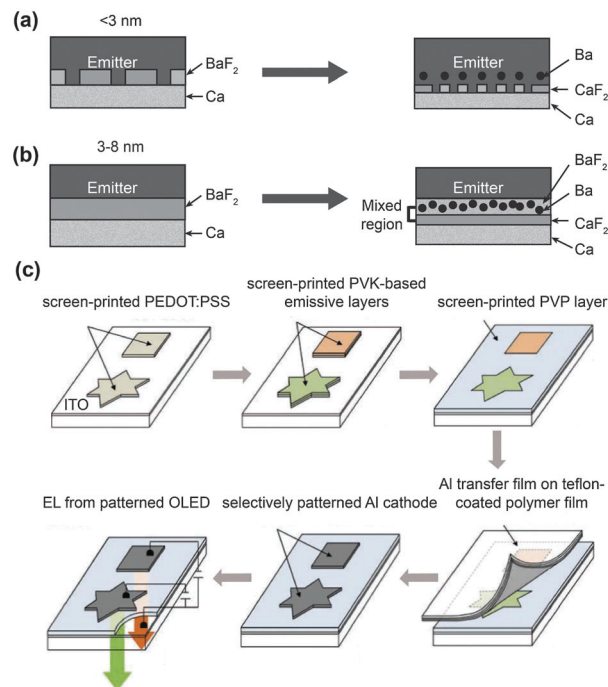 (a)
<3 nm
Emitter
BaF₂
Ca
Ba
CaF₂
Ca
(b)
3-8 nm
Emitter
BaF₂
Ca
Emitter
Mixed
region
BaF₂
Ba
CaF₂
Ca
(c)
screen-printed PEDOT:PSS
ITO
screen-printed PVK-based
emissive layers
screen-printed PVP layer
EL from patterned OLED
selectively patterned Al cathode
Al transfer film on teflon-
coated polymer film